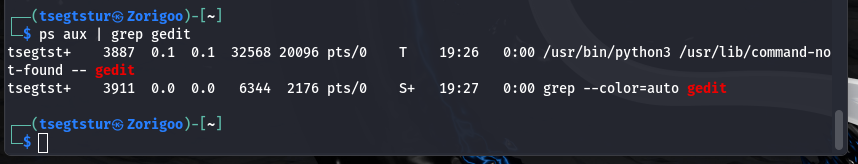 ┌──(tsegtstur㉿Zorigoo)-[~]
└─$ ps aux | grep gedit
tsegtst+    3887  0.1  0.1  32568 20096 pts/0    T    19:26   0:00 /usr/bin/python3 /usr/lib/command-no
t-found -- gedit
tsegtst+    3911  0.0  0.0   6344  2176 pts/0    S+   19:27   0:00 grep --color=auto gedit
┌──(tsegtstur㉿Zorigoo)-[~]
└─$